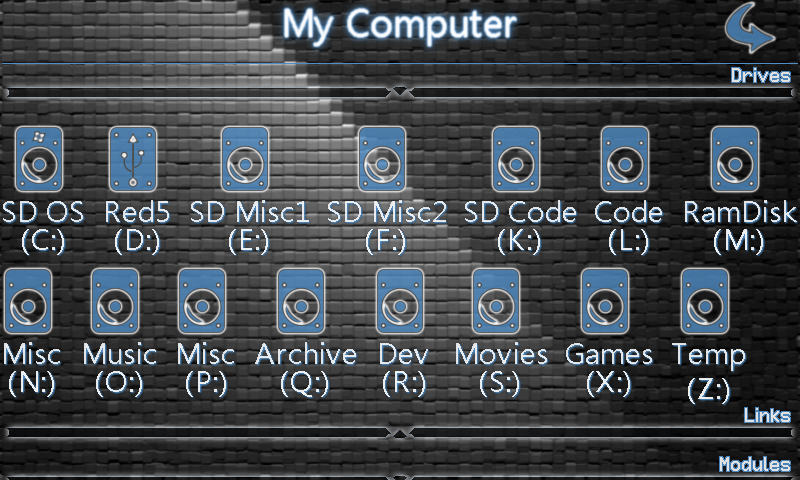 My Computer
Drives
SD OS Red5 SD Misc1 SD Misc2 SD Code Code RamDisk
(C:) (D:) (E:) (F:) (K:) (L:) (M:)
Misc Music Misc Archive Dev Movies Games Temp
(N:) (O:) (P:) (Q:) (R:) (S:) (X:) (Z:)
Links
Modules